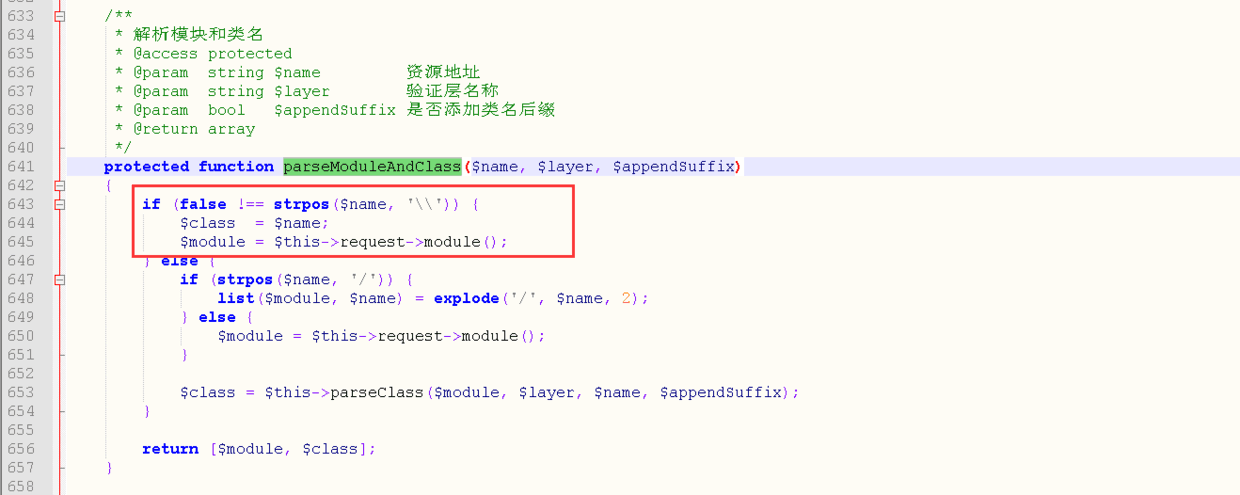 633 /**
634 * 解析模块和类名
635 * @access protected
636 * @param string $name 资源地址
637 * @param string $layer 验证层名称
638 * @param bool $appendSuffix 是否添加类名后缀
639 * @return array
640 */
641 protected function parseModuleAndClass($name, $layer, $appendSuffix)
642 {
643 if (false !== strpos($name, '\\')) {
644 $class = $name;
645 $module = $this->request->module();
646 } else {
647 if (strpos($name, '/')) {
648 list($module, $name) = explode('/', $name, 2);
649 } else {
650 $module = $this->request->module();
651 }
652
653 $class = $this->parseClass($module, $layer, $name, $appendSuffix);
654 }
655
656 return [$module, $class];
657 }
658